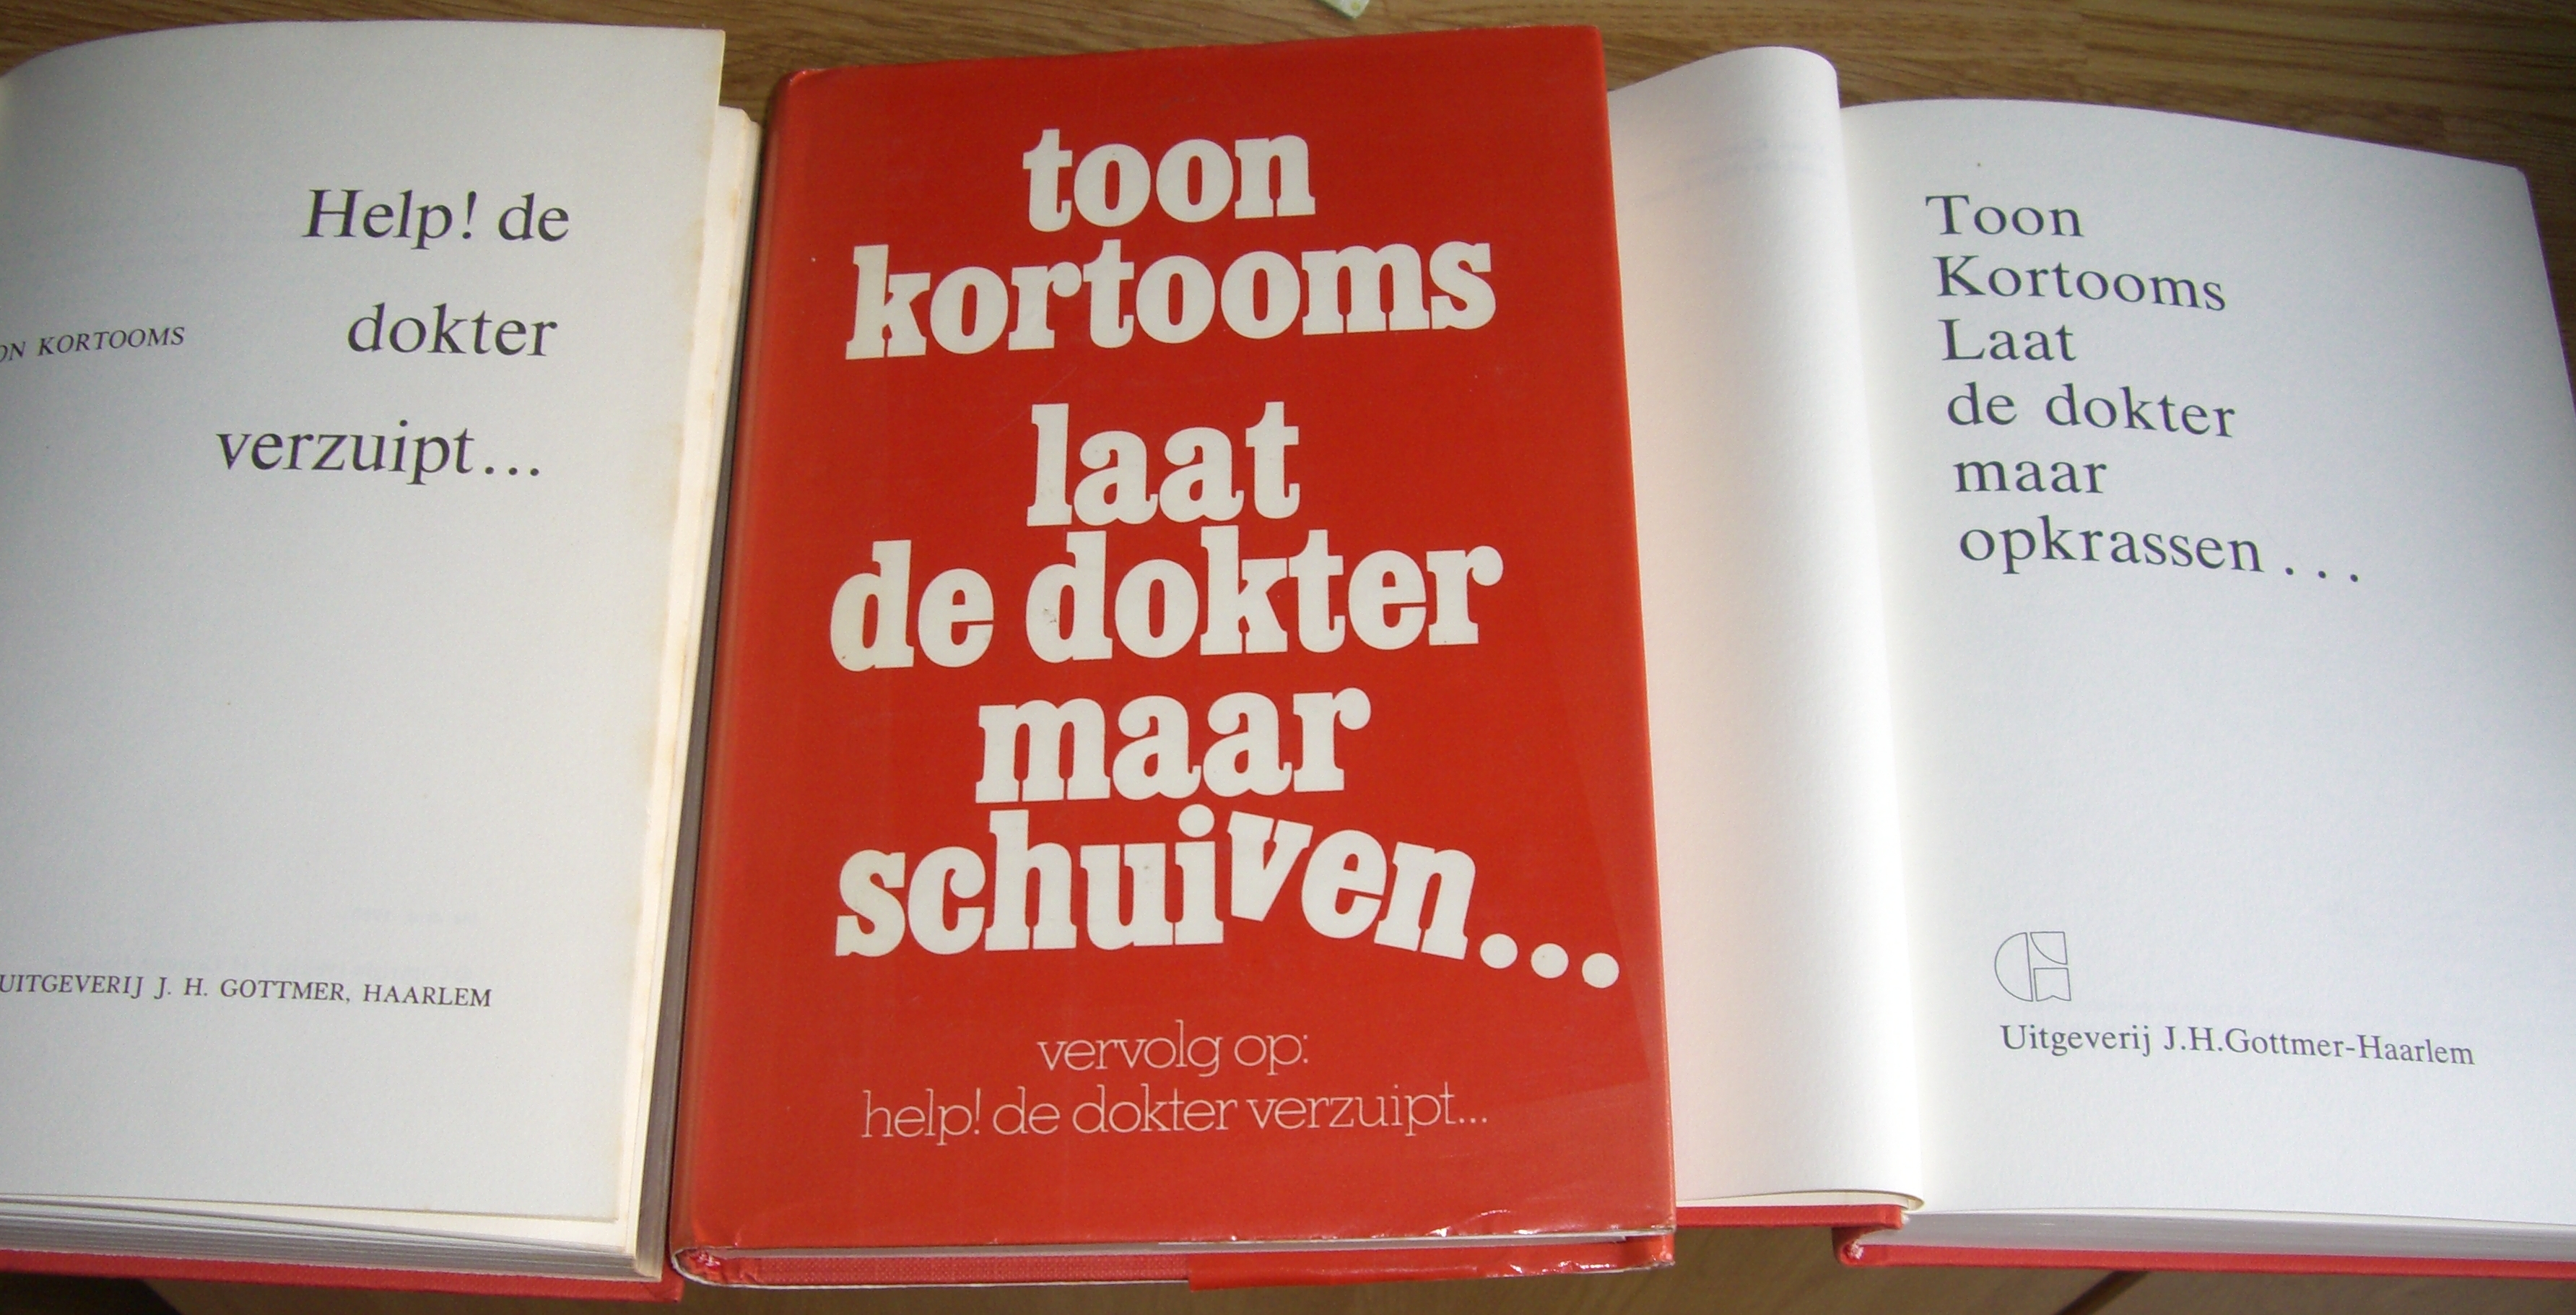 Help! de
dokter
verzuipt...
KORTOOMS
UITGEVERIJ J. H. GOTTMER, HAARLEM
toon
kortooms
laat
de dokter
maar
schuiven...
vervolg op:
help! de dokter verzuipt...
Toon
Kortooms
Laat
de dokter
maar
opkrassen...
Uitgeverij J.H.Gottmer-Haarlem